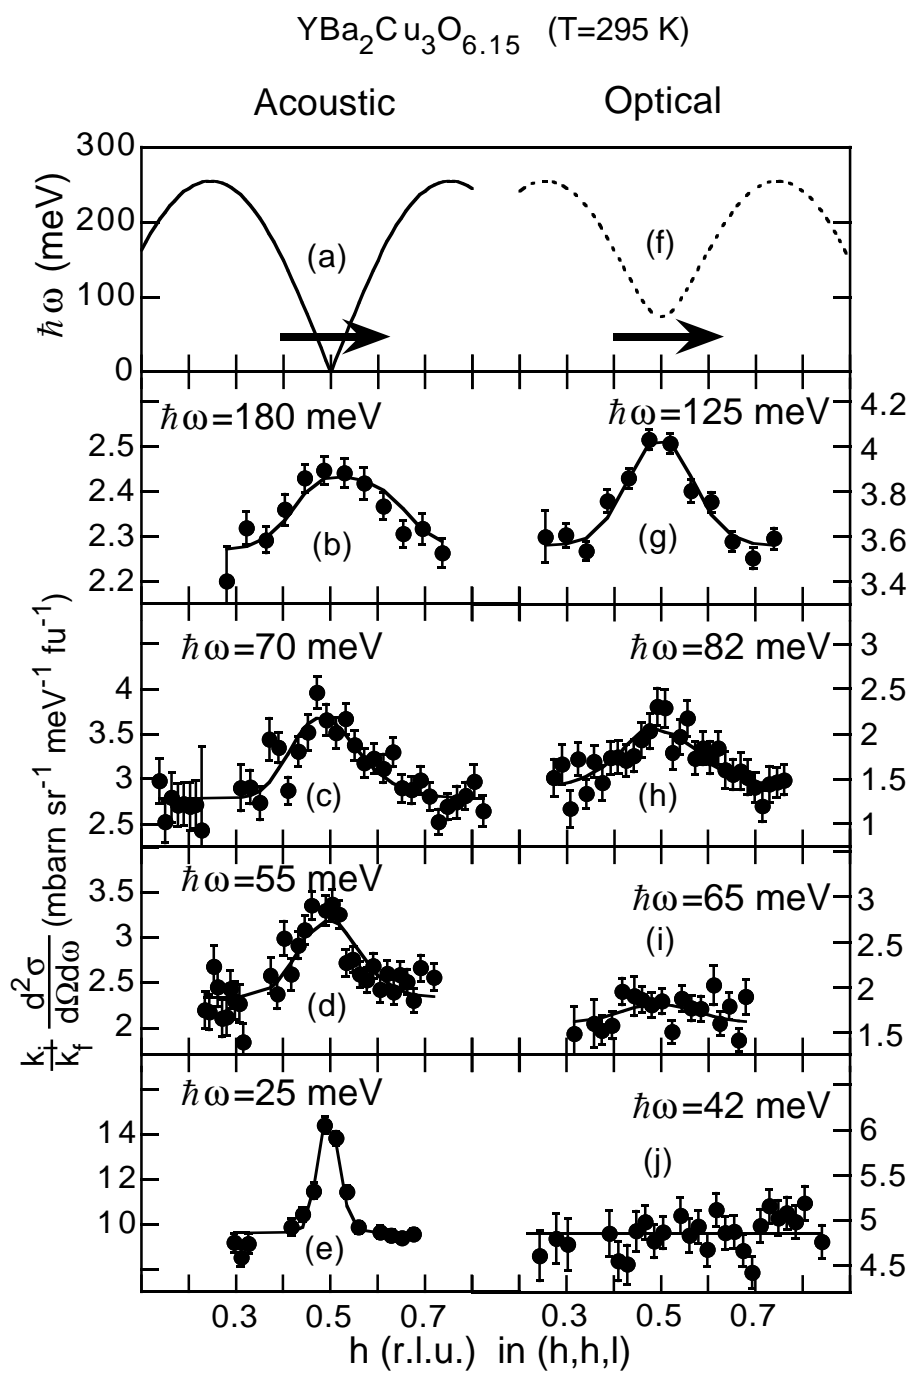 YBa₂Cu₃O₆.₁₅ (T=295 K)
Acoustic Optical
300
200
100
0
ħω (meV)
(a)
(f)
ħω=180 meV
2.5
2.4
2.3
2.2
(b)
ħω=125 meV
4.2
4
3.8
3.6
3.4
(g)
ħω=70 meV
4
3.5
3
2.5
(c)
ħω=82 meV
3
2.5
2
1.5
1
(h)
ħω=55 meV
3.5
3
2.5
2
(d)
ħω=65 meV
3
2.5
2
1.5
(i)
ħω=25 meV
14
12
10
(e)
ħω=42 meV
6
5.5
5
4.5
(j)
kᵢ/k_f d²σ/dΩdω (mbarn sr⁻¹ meV⁻¹ fu⁻¹)
0.3 0.5 0.7 0.3 0.5 0.7
h (r.l.u.) in (h,h,l)